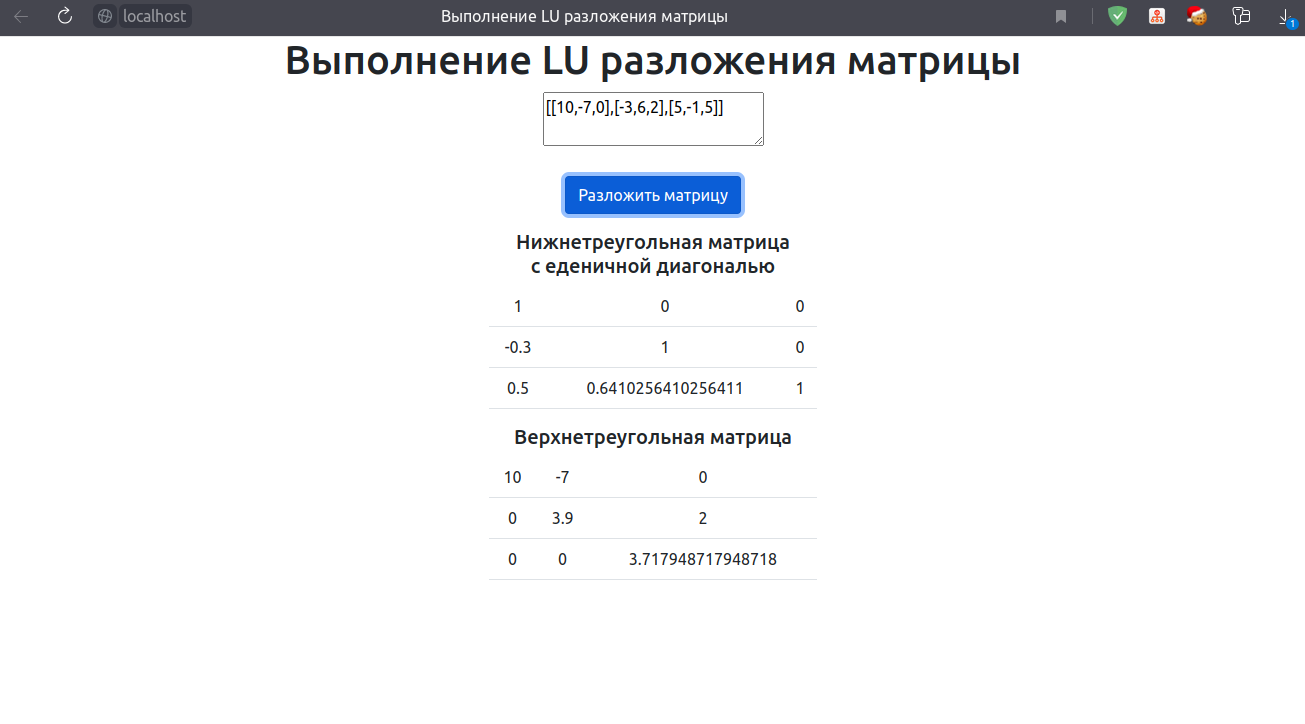 localhost
Выполнение LU разложения матрицы
1
Выполнение LU разложения матрицы
[[10,-7,0],[-3,6,2],[5,-1,5]]
Разложить матрицу
Нижнетреугольная матрица
с еденичной диагональю
1 0 0
-0.3 1 0
0.5 0.6410256410256411 1
Верхнетреугольная матрица
10 -7 0
0 3.9 2
0 0 3.717948717948718